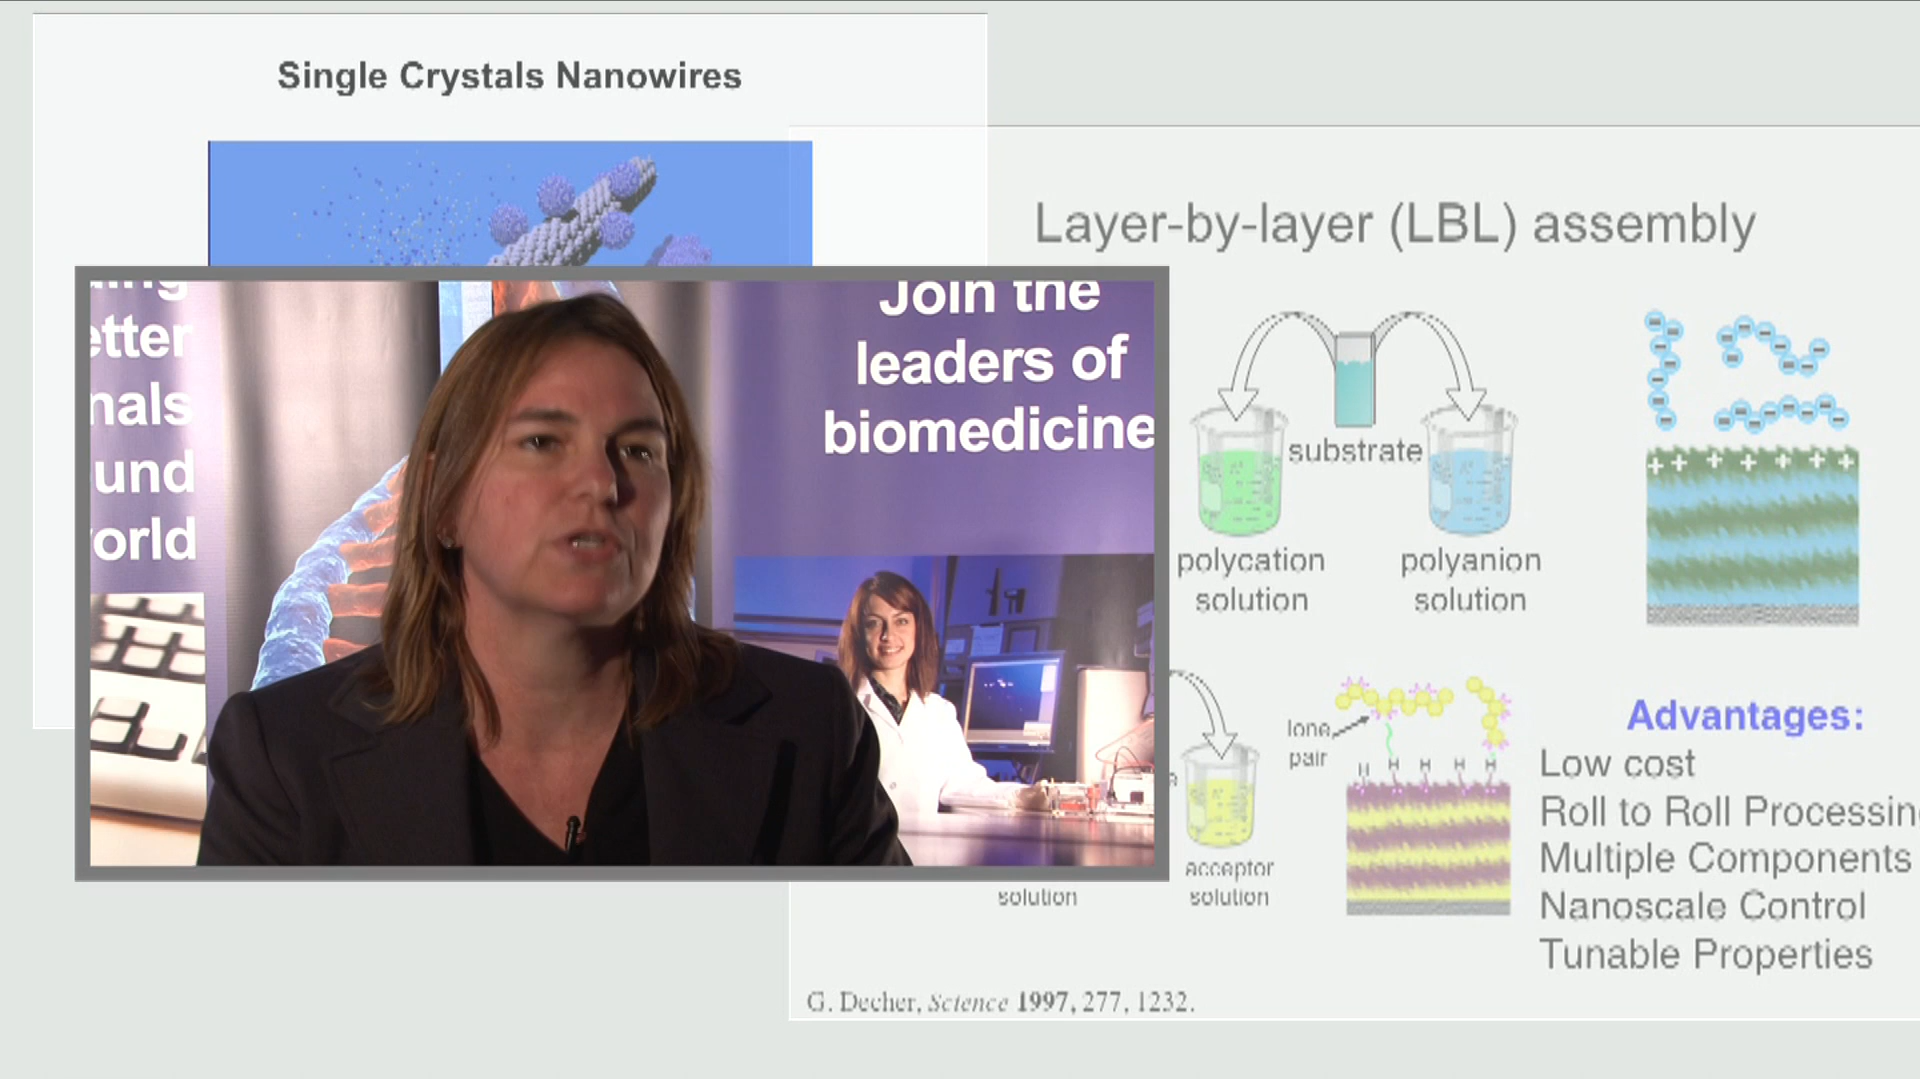 Single Crystals Nanowires
Layer-by-layer (LBL) assembly
etter
nals
und
orld
Join the
leaders of
biomedicine
substrate
polycation
solution
polyanion
solution
+ + + + + + +
lone
pair
H H H H H
acceptor
solution
solution
Advantages:
Low cost
Roll to Roll Processin
Multiple Components
Nanoscale Control
Tunable Properties
G. Decher, Science 1997, 277, 1232.